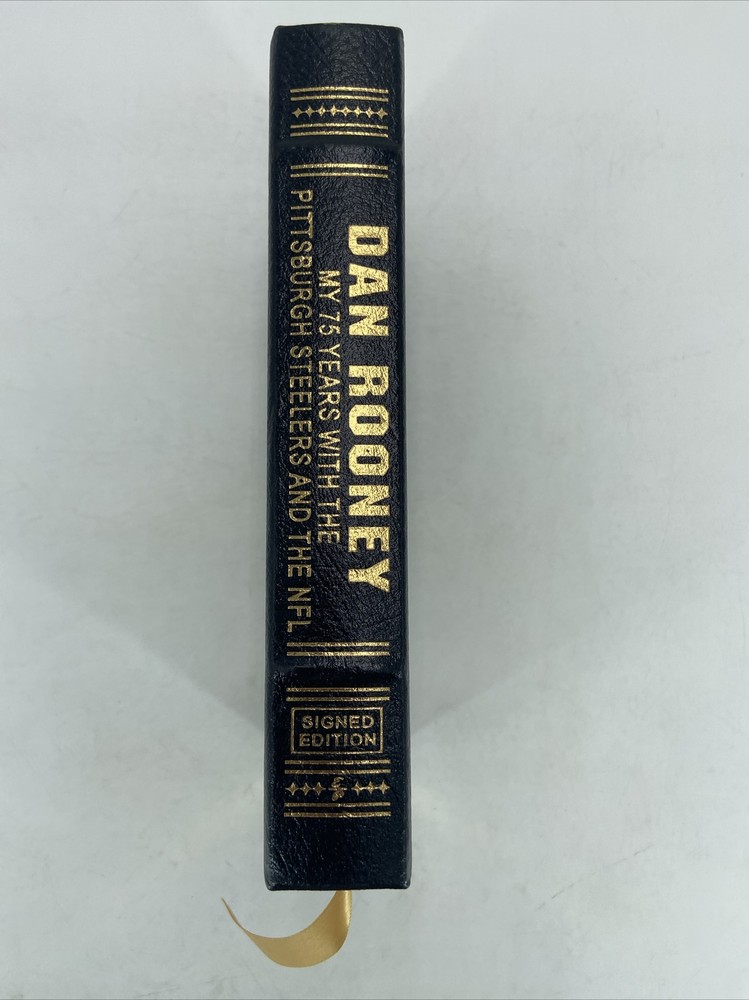 DAN ROONEY
MY 75 YEARS WITH THE
PITTSBURGH STEELERS AND THE NFL
SIGNED
EDITION